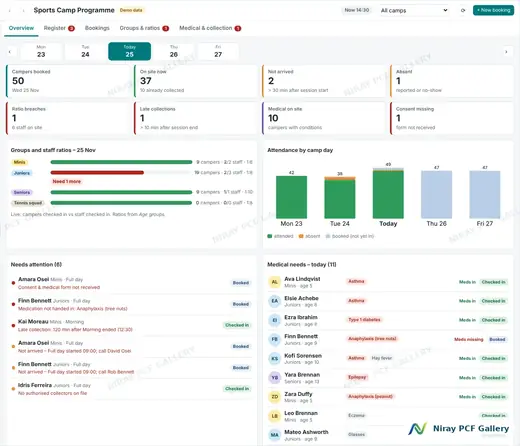 Sports Camp Programme Demo data
Now 14:30 All camps + New booking
Overview Register 3 Bookings Groups & ratios 1 Medical & collection 1
Mon 23
Tue 24
Today 25
Thu 26
Fri 27
Campers booked
50
Wed 25 Nov
On site now
37
10 already collected
Not arrived
2
> 30 min after session start
Absent
1
reported or no-show
Ratio breaches
1
6 staff on site
Late collections
1
> 10 min after session end
Medical on site
10
campers with conditions
Consent missing
1
form not received
Groups and staff ratios - 25 Nov
Minis 9 campers · 2/2 staff · 1:6
Juniors campers · 2/3 staff · 1:8
Need 1 more
Seniors campers · 1/1 staff · 1:10
Tennis squad campers · staff · 1:8
Live: campers checked in vs staff checked in. Ratios from Age groups.
Attendance by camp day
42 39 49 47 47
Mon 23 Tue 24 Today Thu 26 Fri 27
attended absent booked (not yet in)
Needs attention (6)
Amara Osei Minis · Full day
Consent & medical form not received
Booked
Finn Bennett Juniors · Full day
Medication not handed in: Anaphylaxis (tree nuts)
Booked
Kai Moreau Minis · Morning
Late collection: 120 min after Morning ended (12:30)
Checked in
Amara Osei Minis · Full day
Not arrived - Full day started 09:00; call David Osei
Booked
Finn Bennett Juniors · Full day
Not arrived - Full day started 09:00; call Rob Bennett
Booked
Idris Ferreira Juniors · Full day
No authorised collectors on file
Checked in
Medical needs - today (11)
AL Ava Lindqvist Asthma Meds in Checked in
Minis · age 5
EA Elsie Achebe Asthma Meds in Checked in
Juniors · age 8
EI Ezra Ibrahim Type 1 diabetes Meds in Checked in
Juniors · age
FB Finn Bennett Anaphylaxis (tree nuts) Meds missing Booked
Juniors · age 9
KS Kofi Sorensen Asthma Hay fever Meds in Checked in
Juniors · age 10
YB Yara Brennan Epilepsy Meds in Checked in
Seniors · age 13
ZD Zara Duffy Anaphylaxis (peanut) Meds in Checked in
Minis · age 5
LB Leo Brennan Eczema
Minis · age 5
MA Mateo Ashworth Glasses
Juniors · age 8
Niray PCF Gallery
NIRAY PCF GALLERY